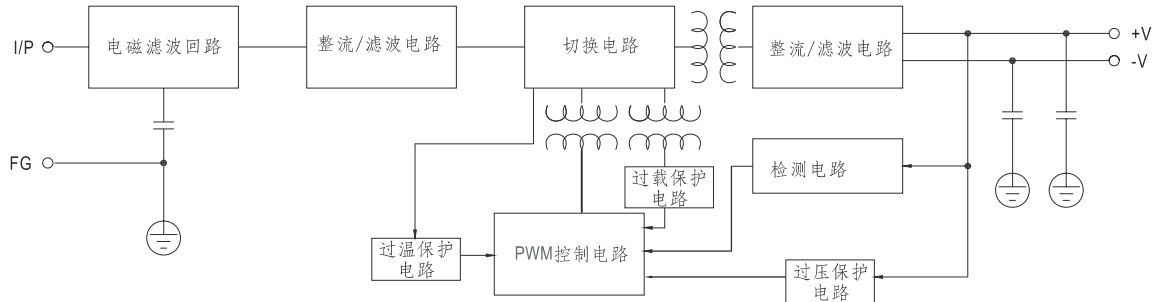 I/P
电磁滤波回路
整流/滤波电路
切换电路
整流/滤波电路
+V
-V
FG
过载保护
电路
检测电路
过温保护
电路
PWM控制电路
过压保护
电路